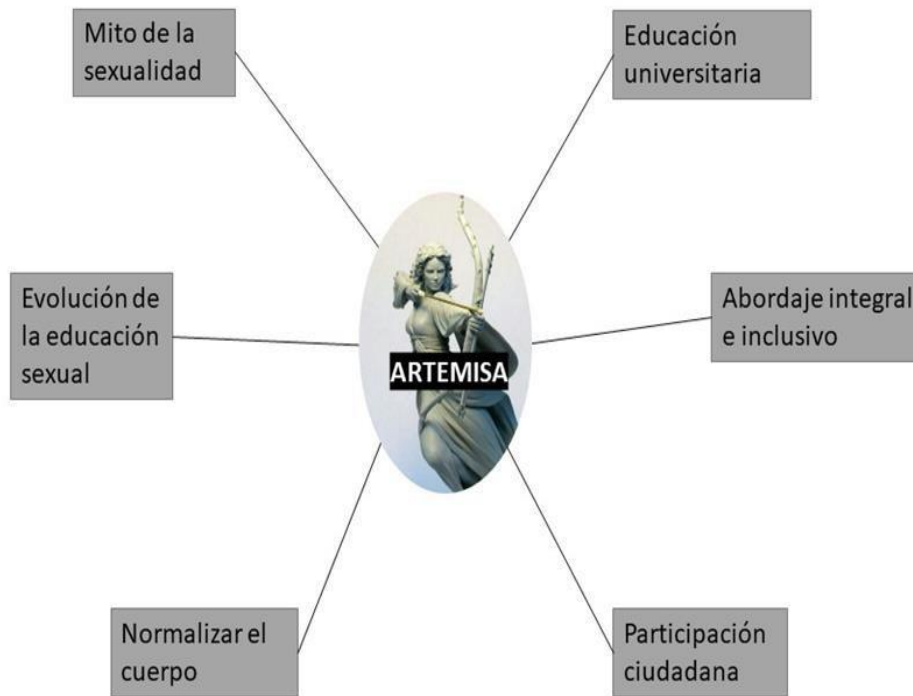 Mito de la
sexualidad
Educación
universitaria
Evolución de
la educación
sexual
ARTEMISA
Abordaje integral
e inclusivo
Normalizar el
cuerpo
Participación
ciudadana